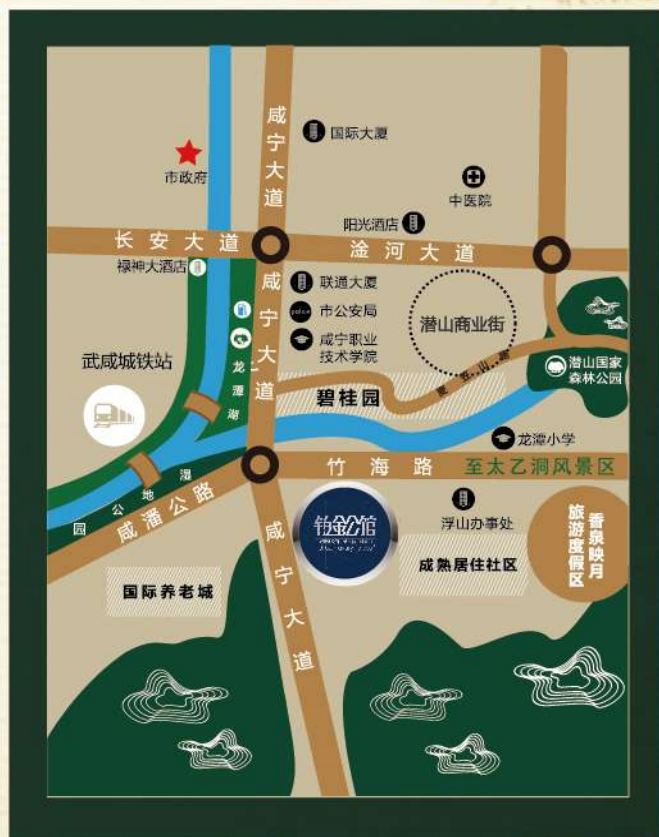 咸宁大道
国际大厦
市政府
中医院
阳光酒店
长安大道
淦河大道
禄神大酒店
咸宁大道
联通大厦
police
市公安局
咸宁职业
技术学院
潜山商业街
龙潭湖
武咸城铁站
碧桂园
潜山国家
森林公园
龙潭小学
竹海路
至太乙洞风景区
湿地公园
咸潘公路
铂金公馆
浮山办事处
香泉映月
旅游度假区
成熟居住社区
国际养老城
咸宁大道